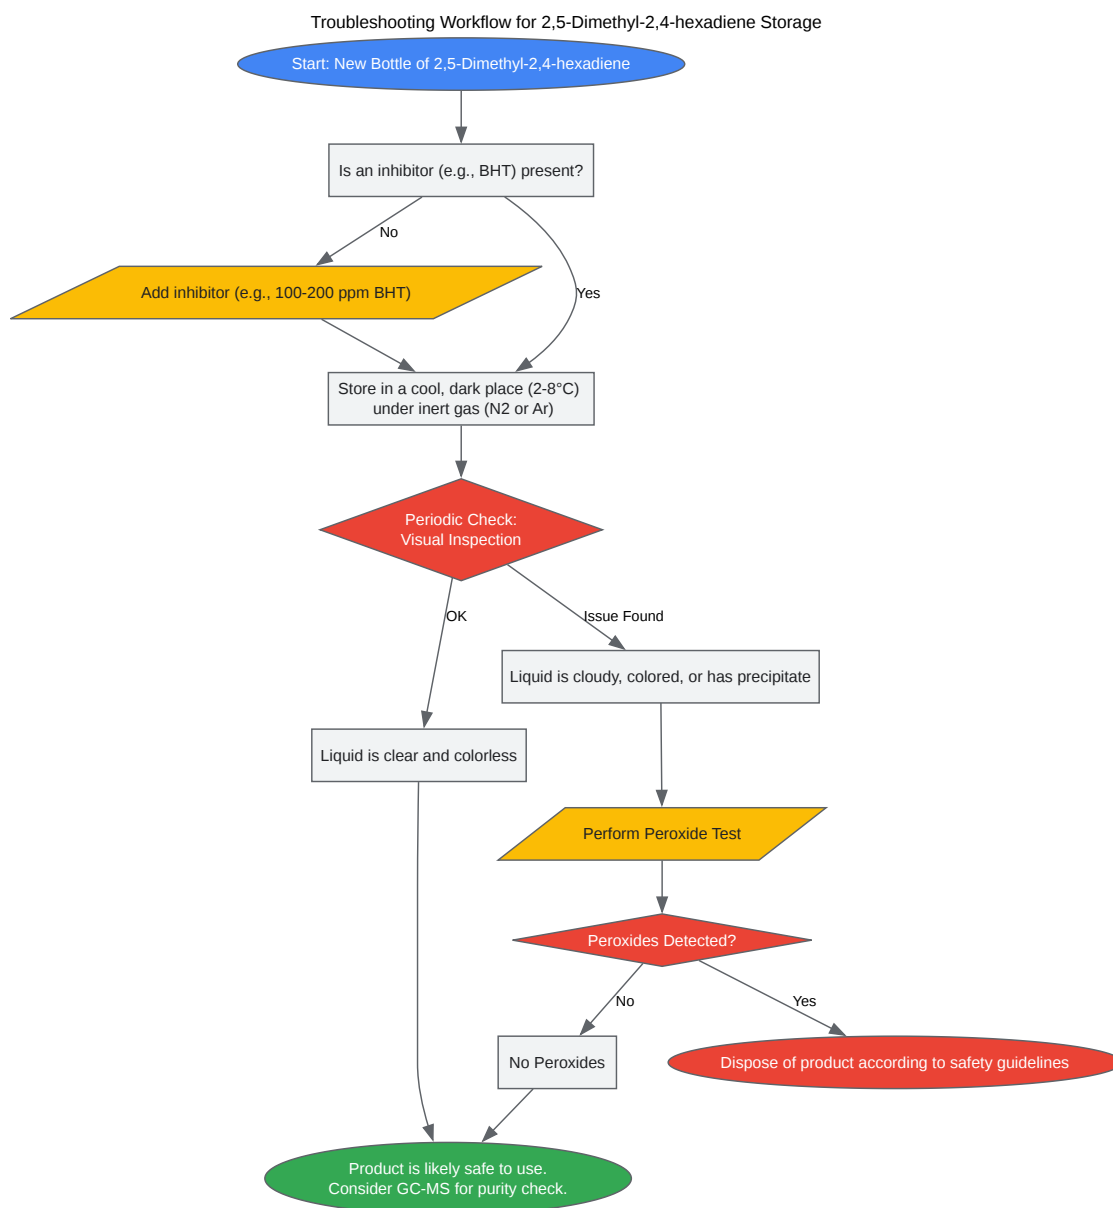 Troubleshooting Workflow for 2,5-Dimethyl-2,4-hexadiene Storage
Start: New Bottle of 2,5-Dimethyl-2,4-hexadiene
Is an inhibitor (e.g., BHT) present?
No
Add inhibitor (e.g., 100-200 ppm BHT)
Yes
Store in a cool, dark place (2-8°C)
under inert gas (N2 or Ar)
Periodic Check:
Visual Inspection
OK
Issue Found
Liquid is cloudy, colored, or has precipitate
Liquid is clear and colorless
Perform Peroxide Test
Peroxides Detected?
No
Yes
No Peroxides
Dispose of product according to safety guidelines
Product is likely safe to use.
Consider GC-MS for purity check.